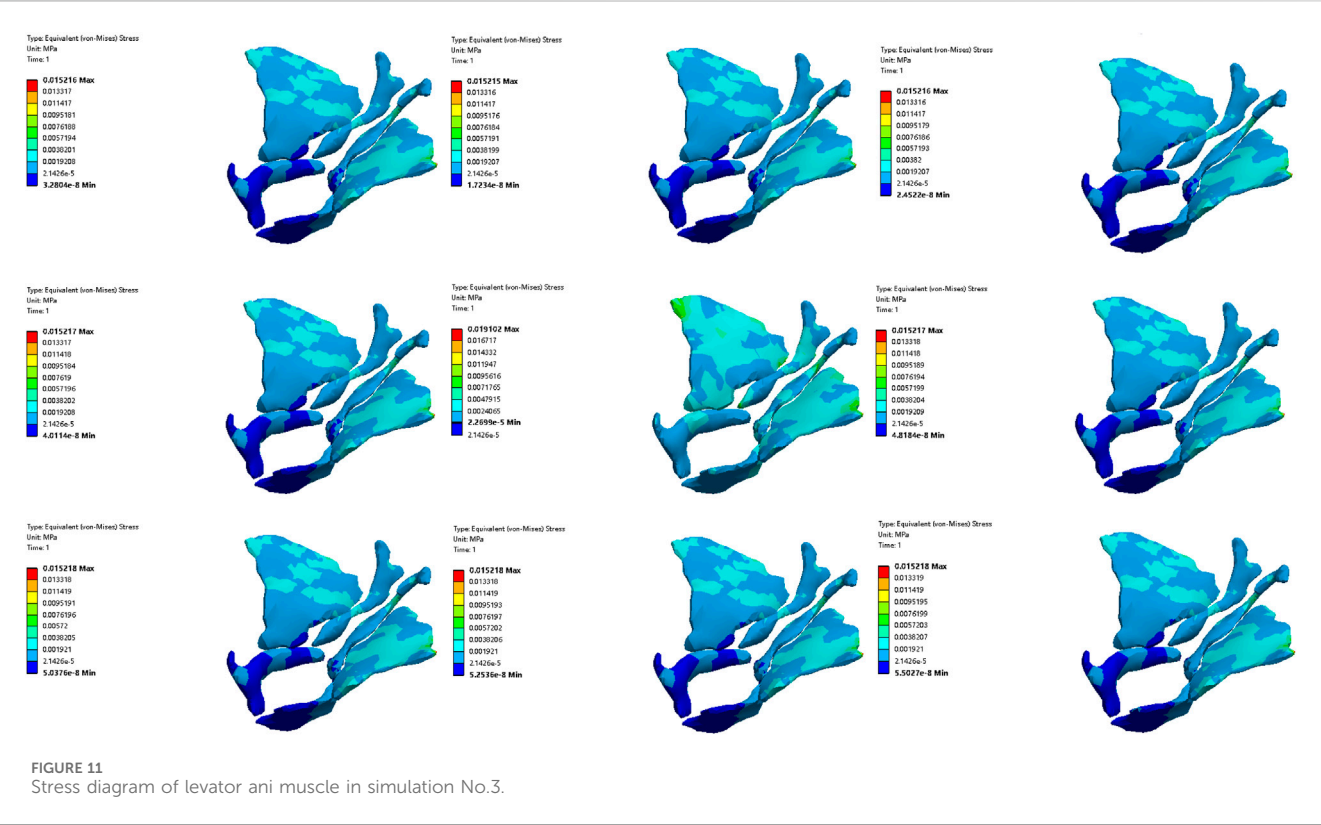 Type: Equivalent (von-Mises) Stress
Unit: MPa
Time: 1
0.015216 Max
0.013317
0.011417
0.0095181
0.0076188
0.0057194
0.0038201
0.0019208
2.1426e-5
3.2804e-8 Min
Type: Equivalent (von-Mises) Stress
Unit: MPa
Time: 1
0.015215 Max
0.013316
0.011417
0.0095176
0.0076184
0.0057191
0.0038199
0.0019207
2.1426e-5
1.7234e-8 Min
Type: Equivalent (von-Mises) Stress
Unit: MPa
Time: 1
0.015216 Max
0.013316
0.011417
0.0095179
0.0076186
0.0057193
0.00382
0.0019207
2.1426e-5
2.4522e-8 Min
Type: Equivalent (von-Mises) Stress
Unit: MPa
Time: 1
0.015217 Max
0.013317
0.011418
0.0095184
0.007619
0.0057196
0.0038202
0.0019208
2.1426e-5
4.0114e-8 Min
Type: Equivalent (von-Mises) Stress
Unit: MPa
Time: 1
0.019102 Max
0.016717
0.014332
0.011947
0.0095616
0.0071765
0.0047915
0.0024065
2.2699e-5 Min
2.1426e-5
Type: Equivalent (von-Mises) Stress
Unit: MPa
Time: 1
0.015217 Max
0.013318
0.011418
0.0095189
0.0076194
0.0057199
0.0038204
0.0019209
2.1426e-5
4.8184e-8 Min
Type: Equivalent (von-Mises) Stress
Unit: MPa
Time: 1
0.015218 Max
0.013318
0.011419
0.0095191
0.0076196
0.00572
0.0038205
0.001921
2.1426e-5
5.0376e-8 Min
Type: Equivalent (von-Mises) Stress
Unit: MPa
Time: 1
0.015218 Max
0.013318
0.011419
0.0095193
0.0076197
0.0057202
0.0038206
0.001921
2.1426e-5
5.2536e-8 Min
Type: Equivalent (von-Mises) Stress
Unit: MPa
Time: 1
0.015218 Max
0.013319
0.011419
0.0095195
0.0076199
0.0057203
0.0038207
0.001921
2.1426e-5
5.5027e-8 Min
FIGURE 11
Stress diagram of levator ani muscle in simulation No.3.